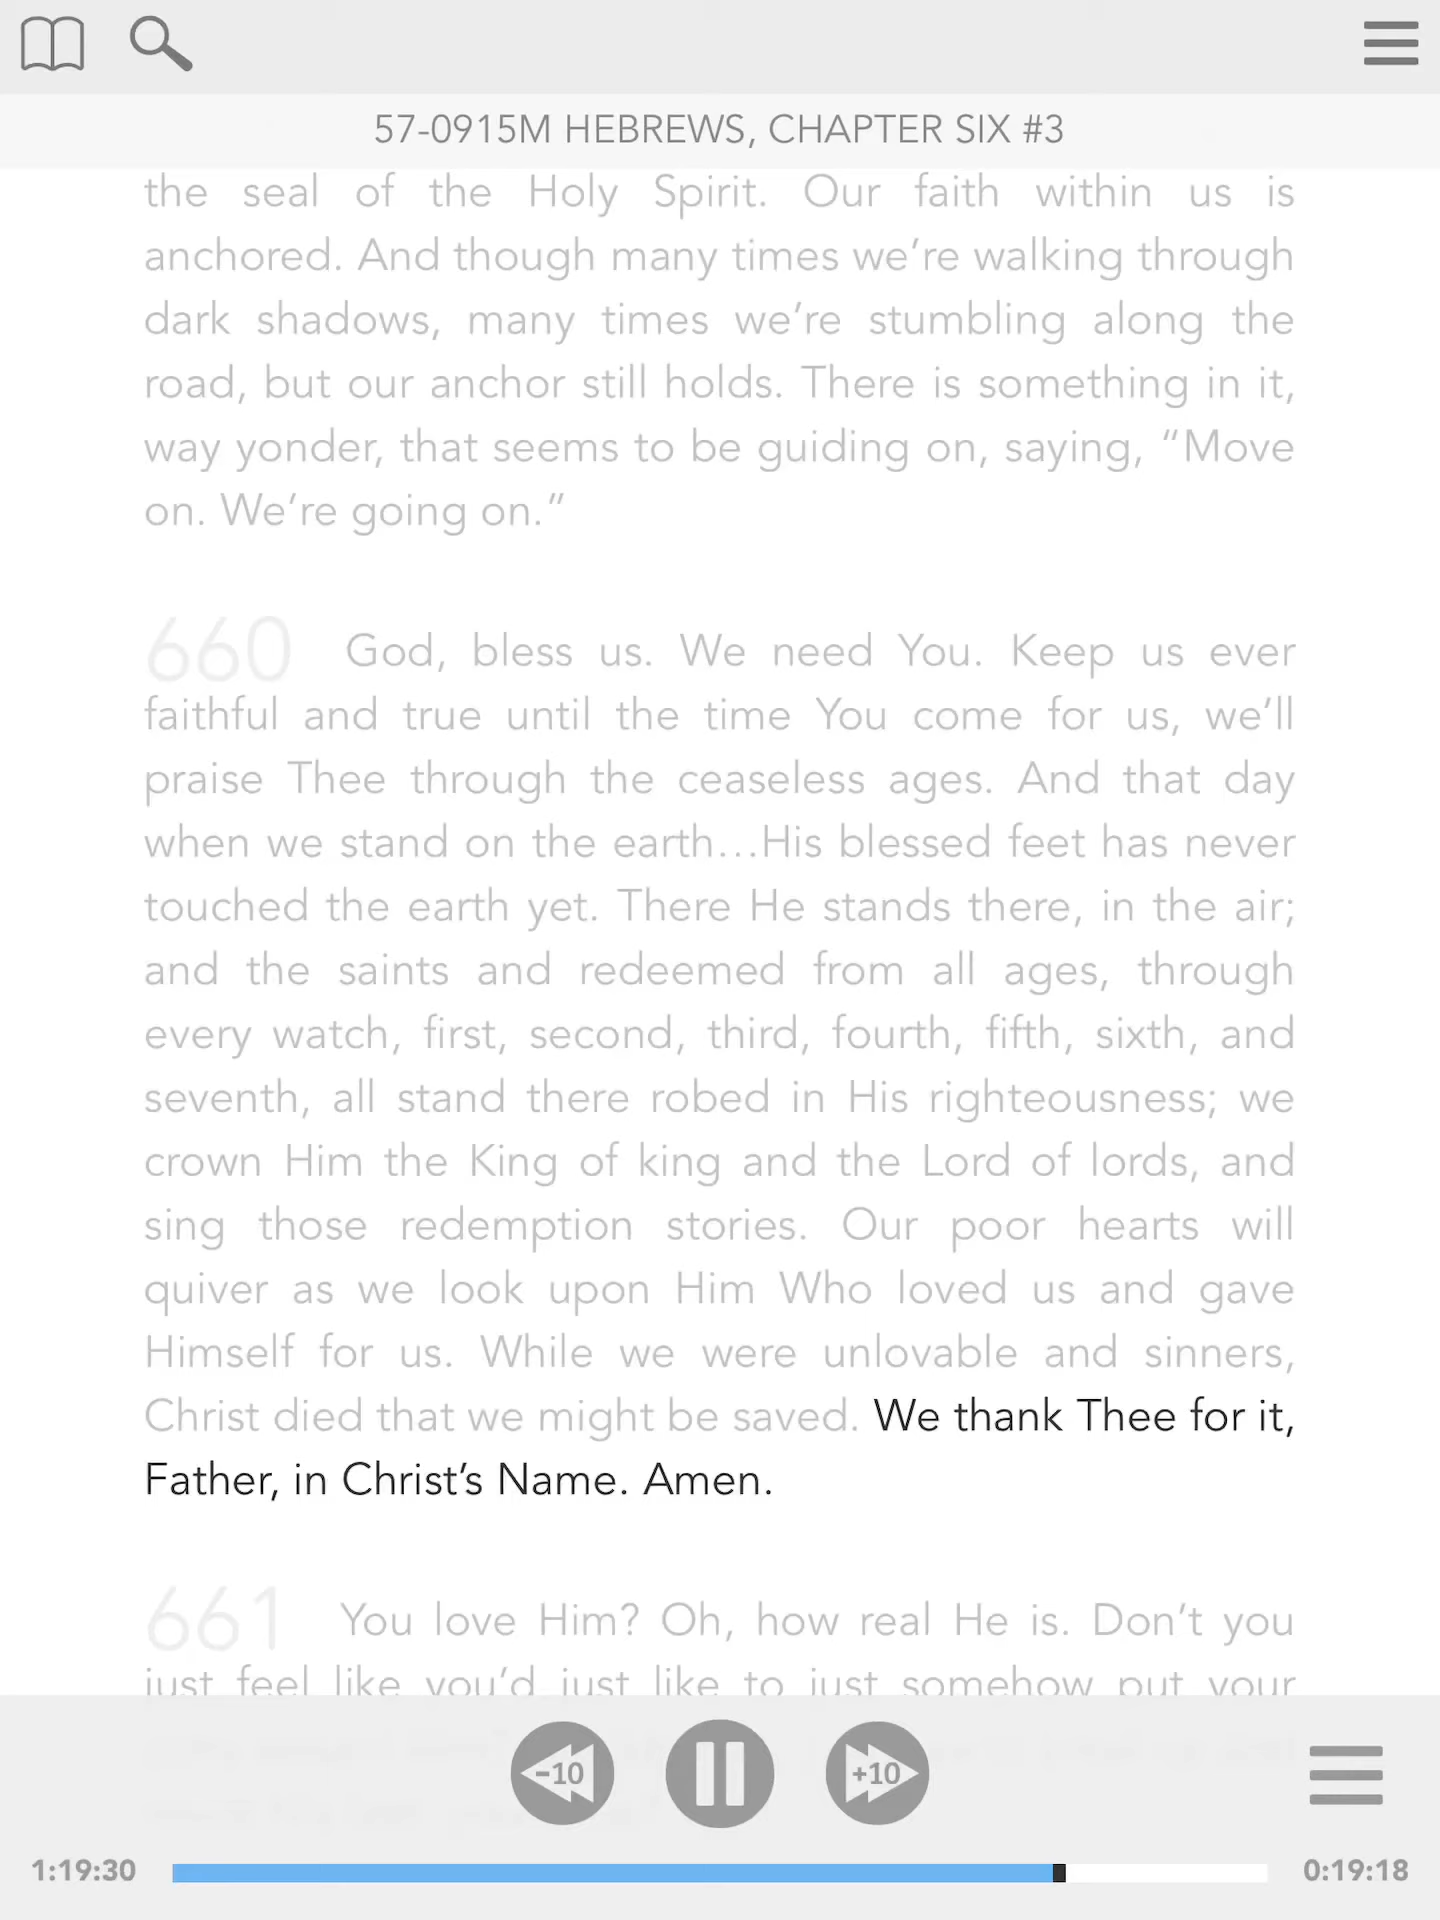 57-0915M HEBREWS, CHAPTER SIX #3
the seal of the Holy Spirit. Our faith within us is
anchored. And though many times we’re walking through
dark shadows, many times we’re stumbling along the
road, but our anchor still holds. There is something in it,
way yonder, that seems to be guiding on, saying, “Move
on. We’re going on.”
660 God, bless us. We need You. Keep us ever
faithful and true until the time You come for us, we’ll
praise Thee through the ceaseless ages. And that day
when we stand on the earth…His blessed feet has never
touched the earth yet. There He stands there, in the air;
and the saints and redeemed from all ages, through
every watch, first, second, third, fourth, fifth, sixth, and
seventh, all stand there robed in His righteousness; we
crown Him the King of king and the Lord of lords, and
sing those redemption stories. Our poor hearts will
quiver as we look upon Him Who loved us and gave
Himself for us. While we were unlovable and sinners,
Christ died that we might be saved. We thank Thee for it,
Father, in Christ’s Name. Amen.
661 You love Him? Oh, how real He is. Don’t you
just feel like you’d just like to just somehow put your
-10 +10
1:19:30 0:19:18